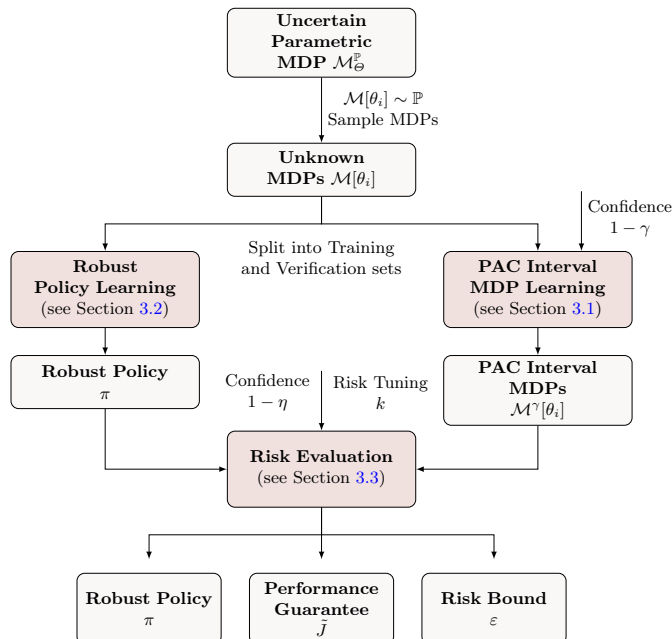 Uncertain
Parametric
MDP $\mathcal{M}_{\Theta}^{\mathbb{P}}$
$\mathcal{M}[\theta_i] \sim \mathbb{P}$
Sample MDPs
Unknown
MDPs $\mathcal{M}[\theta_i]$
Confidence
$1 - \gamma$
Split into Training
and Verification sets
Robust
Policy Learning
(see Section 3.2)
PAC Interval
MDP Learning
(see Section 3.1)
Robust Policy
$\pi$
PAC Interval
MDPs
$\mathcal{M}^{\gamma}[\theta_i]$
Confidence
$1 - \eta$
Risk Tuning
$k$
Risk Evaluation
(see Section 3.3)
Robust Policy
$\pi$
Performance
Guarantee
$\tilde{J}$
Risk Bound
$\varepsilon$